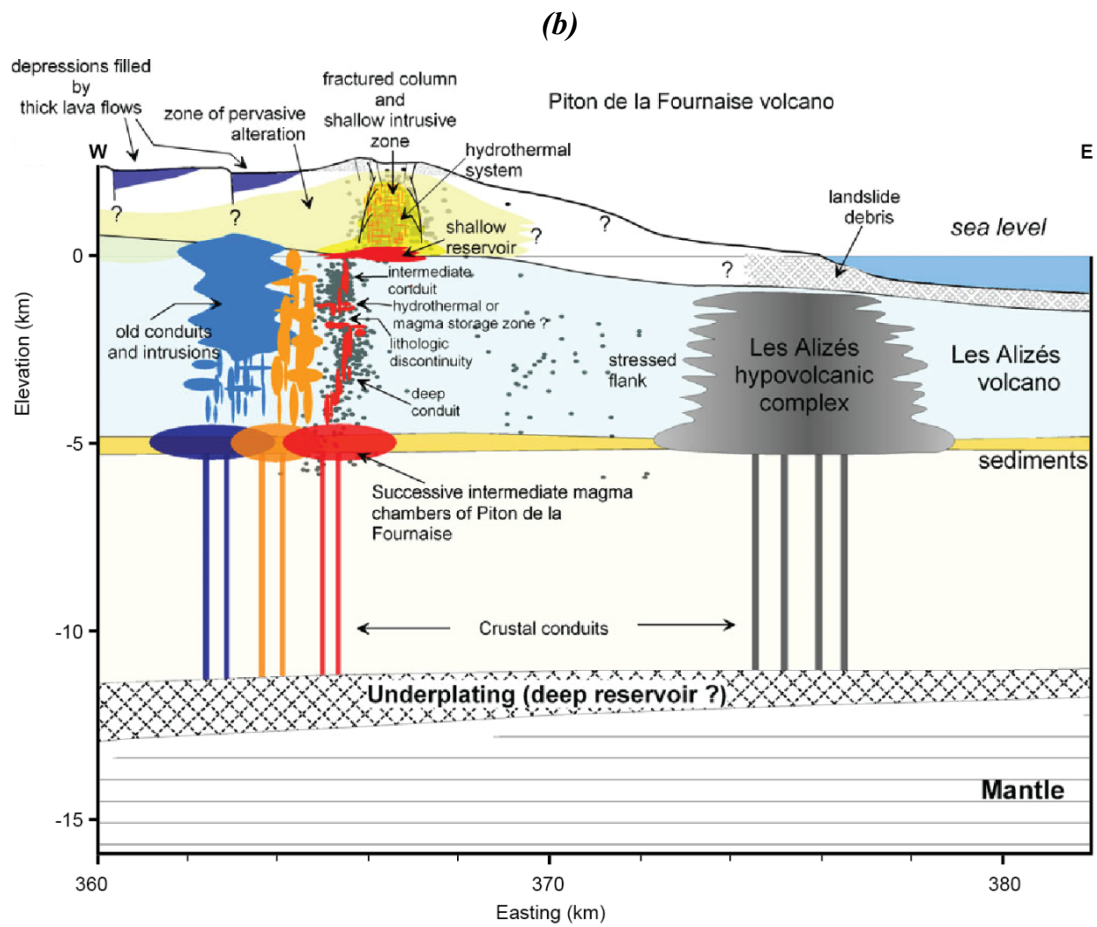 (b)
depressions filled
by
thick lava flows
zone of pervasive
alteration
fractured column
and
shallow intrusive
zone
Piton de la Fournaise volcano
hydrothermal
system
W
E
landslide
debris
sea level
?
?
?
?
?
?
shallow
reservoir
0
intermediate
conduit
hydrothermal or
magma storage zone ?
lithologic
discontinuity
old conduits
and intrusions
deep
conduit
stressed
flank
Les Alizés
hypovolcanic
complex
Les Alizés
volcano
Elevation (km)
-5
sediments
Successive intermediate magma
chambers of Piton de la
Fournaise
-10
Crustal conduits
Underplating (deep reservoir ?)
Mantle
-15
360
370
380
Easting (km)